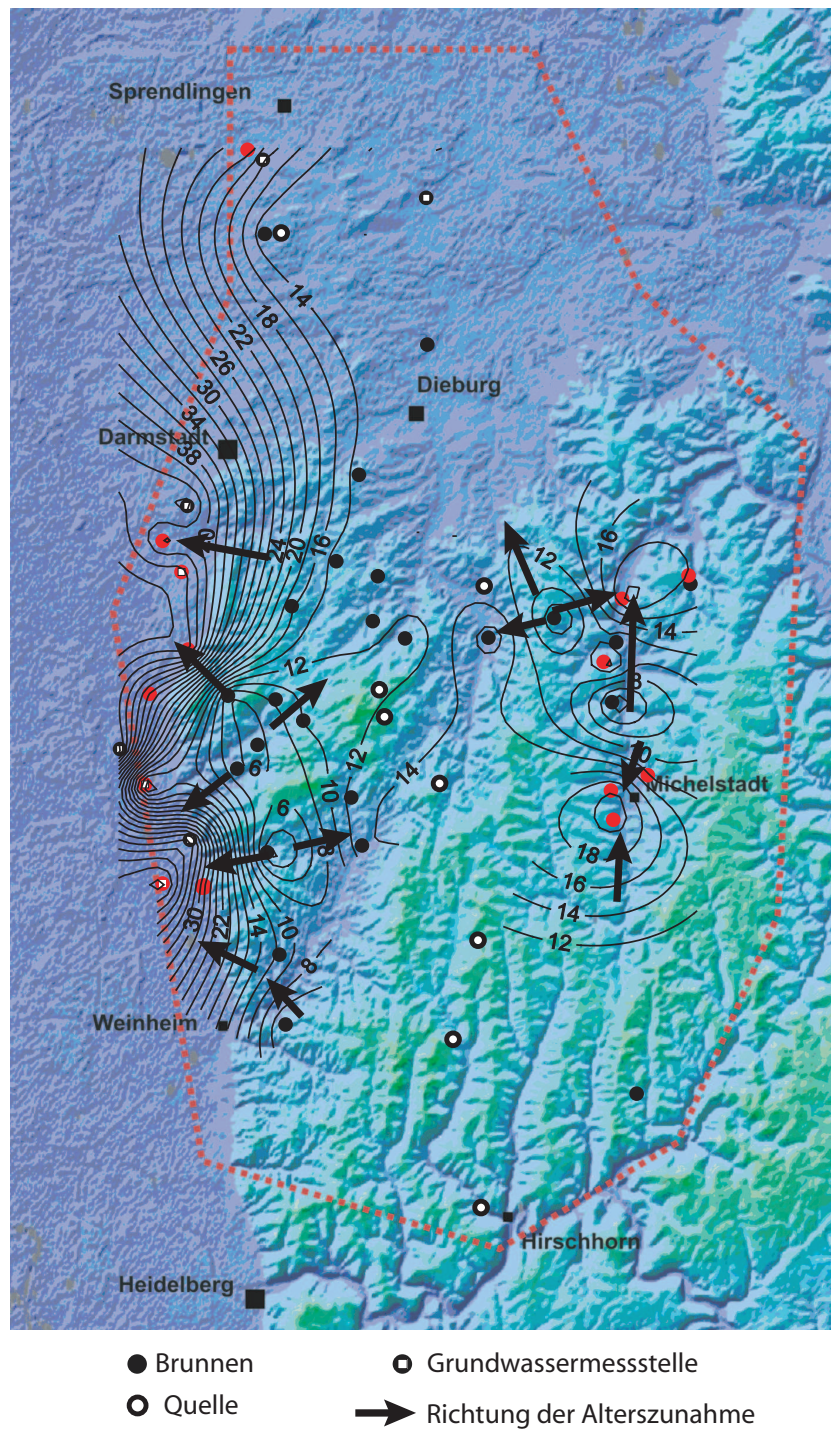 Sprendlingen
14
18
22
Dieburg
26
30
34
Darmstadt
38
16
12
0
24
20
16
14
12
8
12
10
14
6
Michelstadt
10
6
8
18
16
30
22
14
10
14
12
8
Weinheim
Hirschhorn
Heidelberg
Brunnen
Grundwassermessstelle
Quelle
Richtung der Alterszunahme